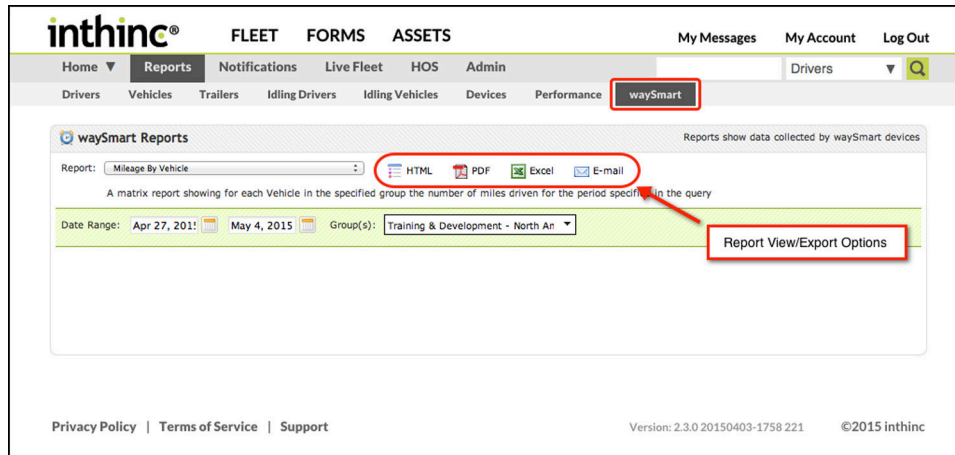 inthinc® FLEET FORMS ASSETS My Messages My Account Log Out
Home ▼ Reports Notifications Live Fleet HOS Admin Drivers ▼
Drivers Vehicles Trailers Idling Drivers Idling Vehicles Devices Performance waySmart
waySmart Reports Reports show data collected by waySmart devices
Report: Mileage By Vehicle HTML PDF Excel E-mail
A matrix report showing for each Vehicle in the specified group the number of miles driven for the period in the query
Date Range: Apr 27, 201 May 4, 2015 Group(s): Training & Development - North An ▼
Report View/Export Options
Privacy Policy | Terms of Service | Support Version: 2.3.0 20150403-1758 221 ©2015 inthinc